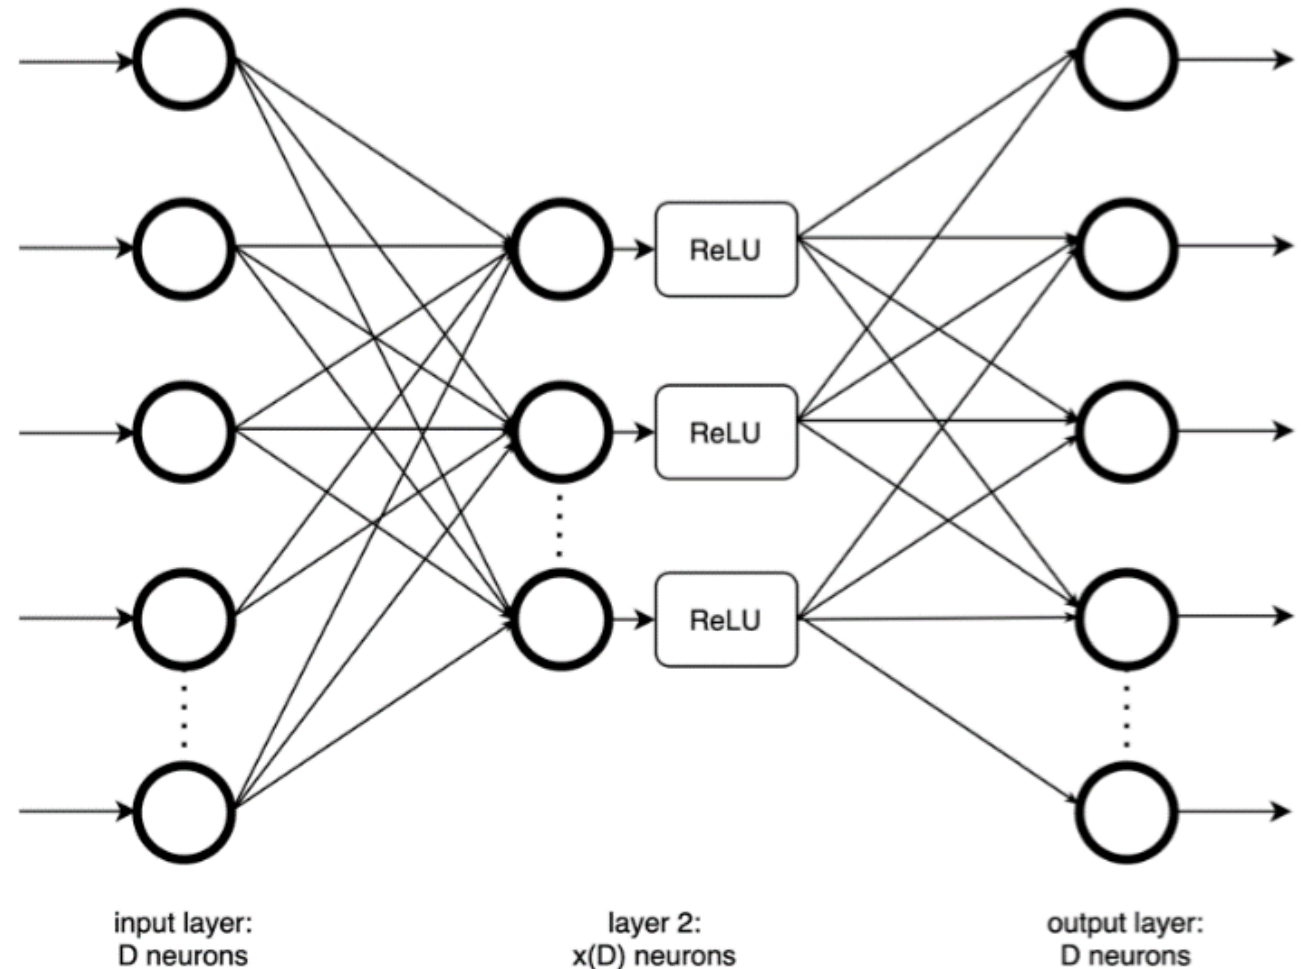 ReLU
ReLU
ReLU
input layer:
D neurons
layer 2:
x(D) neurons
output layer:
D neurons